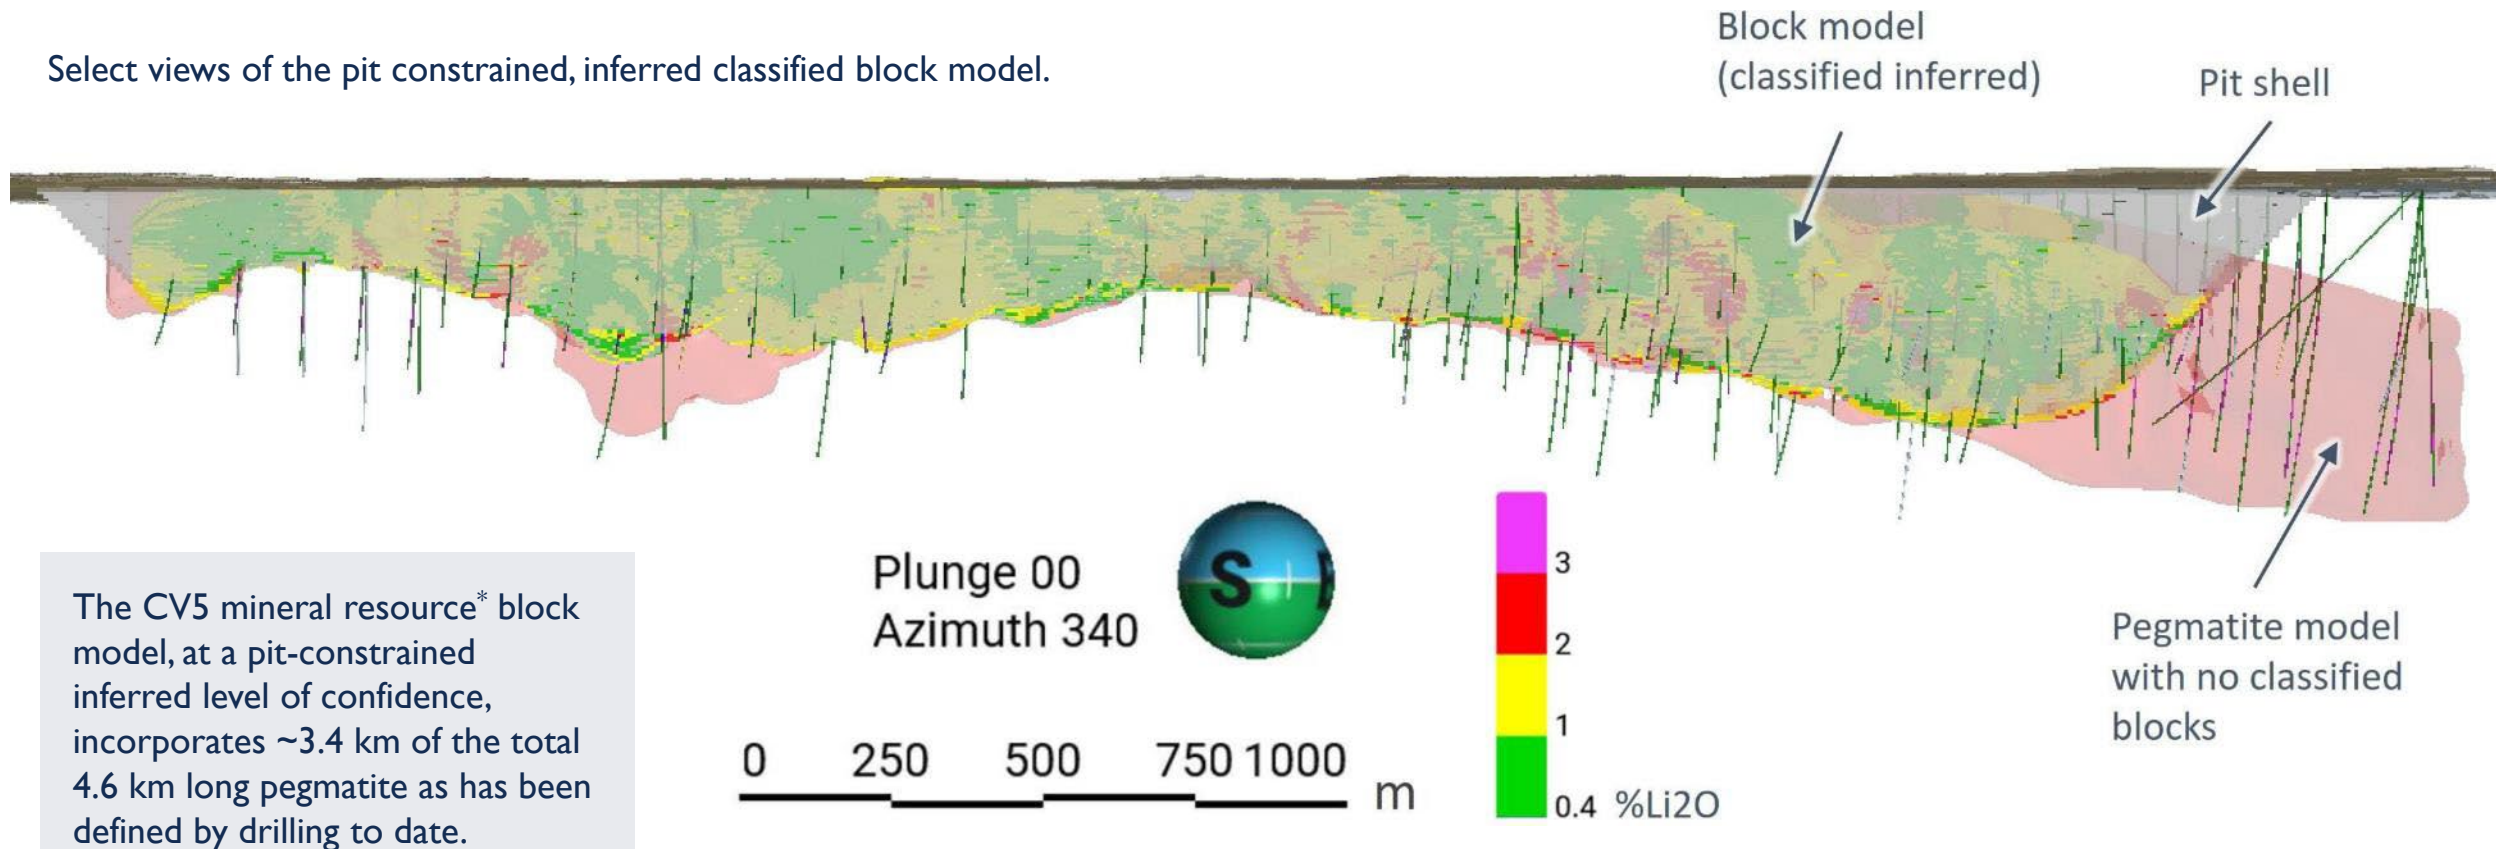 Select views of the pit constrained, inferred classified block model.
Block model
(classified inferred)
Pit shell
Plunge 00
Azimuth 340
S
3
2
1
0.4 %Li2O
0 250 500 750 1000
m
Pegmatite model
with no classified
blocks
The CV5 mineral resource* block
model, at a pit-constrained
inferred level of confidence,
incorporates ~3.4 km of the total
4.6 km long pegmatite as has been
defined by drilling to date.